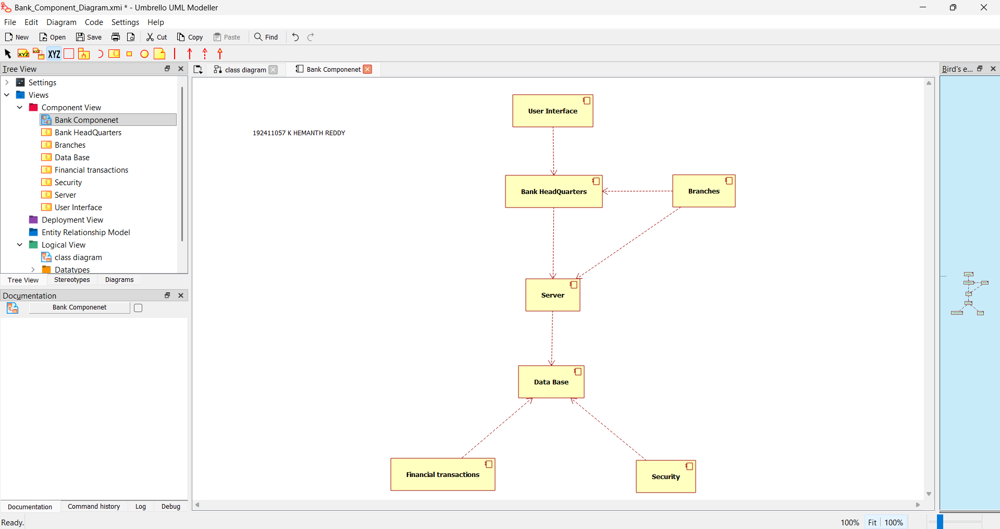 Bank_Component_Diagram.xmi * - Umbrello UML Modeller
File Edit Diagram Code Settings Help
New Open Save Cut Copy Paste Find
XYZ XYZ XYZ
Tree View
class diagram
Bank Componenet
Bird's e...
Settings
Views
Component View
Bank Componenet
Bank HeadQuarters
Branches
Data Base
Financial transactions
Security
Server
User Interface
Deployment View
Entity Relationship Model
Logical View
class diagram
Datatypes
Tree View Stereotypes Diagrams
Documentation
Bank Componenet
192411057 K HEMANTH REDDY
User Interface
Bank HeadQuarters
Branches
Server
Data Base
Financial transactions
Security
Documentation Command history Log Debug
Ready.
100% Fit 100%